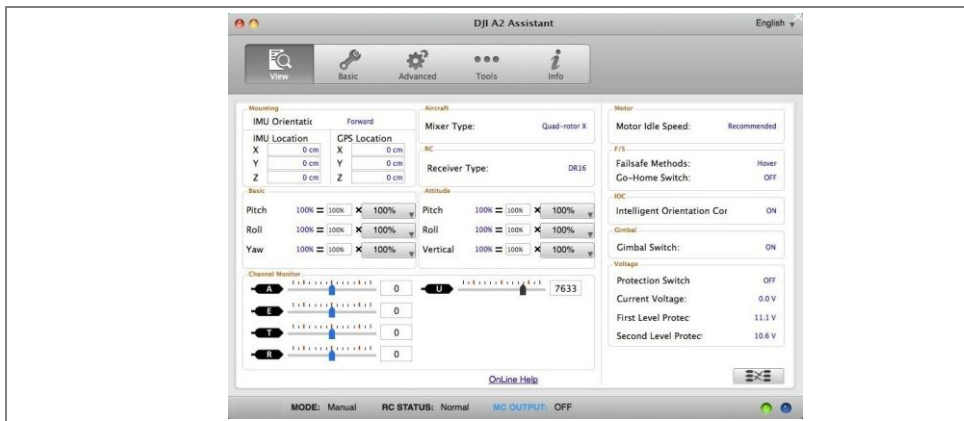 DJI A2 Assistant
English
View Basic Advanced Tools Info
Mounting
IMU Orientatic Forward
IMU Location GPS Location
X 0 cm X 0 cm
Y 0 cm Y 0 cm
Z 0 cm Z 0 cm
Aircraft
Mixer Type: Quad-rotor X
RC
Receiver Type: DR16
Basic
Pitch 100% = 100% × 100%
Roll 100% = 100% × 100%
Yaw 100% = 100% × 100%
Attitude
Pitch 100% = 100% × 100%
Roll 100% = 100% × 100%
Vertical 100% = 100% × 100%
Channel Monitor
A 0
E 0
T 0
R 0
U 7633
Motor
Motor Idle Speed: Recommended
F/S
Failsafe Methods: Hover
Go-Home Switch: OFF
IOC
Intelligent Orientation Cor ON
Gimbal
Gimbal Switch: ON
Voltage
Protection Switch OFF
Current Voltage: 0.0 V
First Level Protec 11.1 V
Second Level Protec 10.6 V
OnLine Help
MODE: Manual RC STATUS: Normal MC OUTPUT: OFF